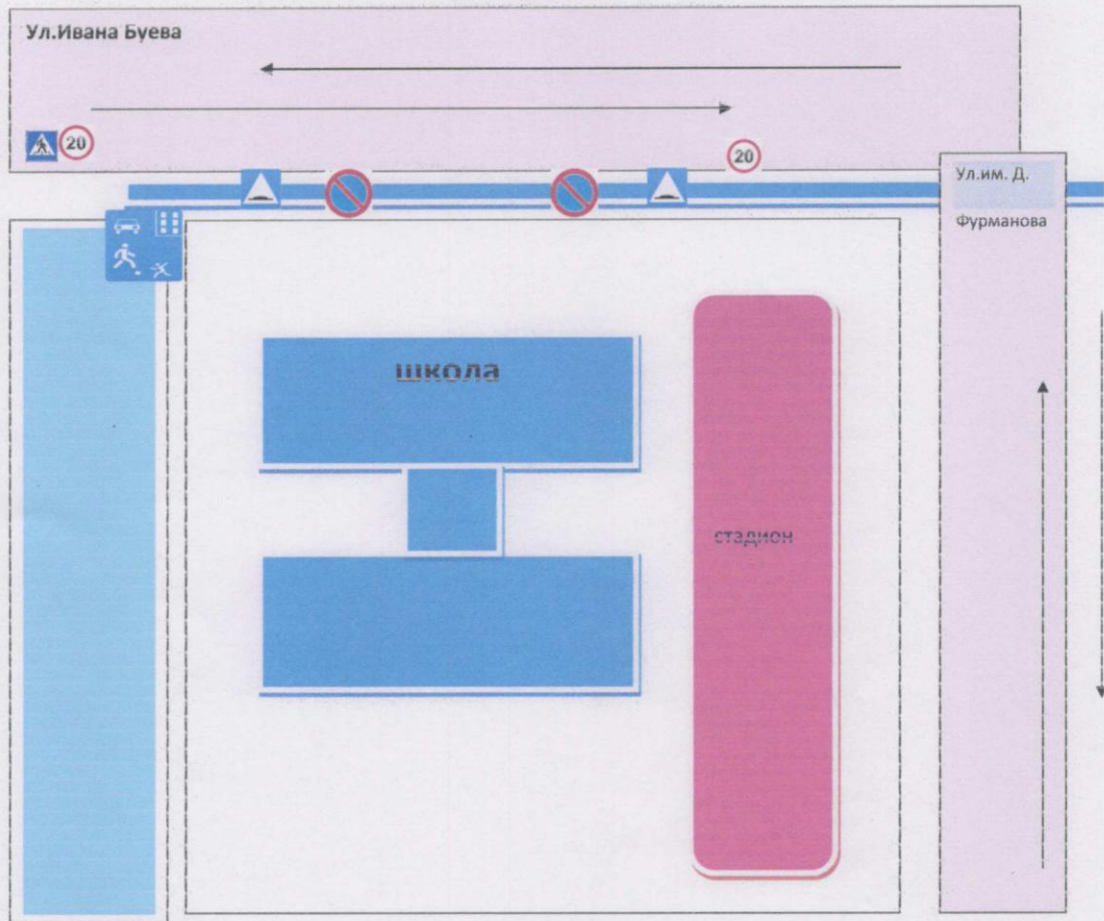 Ул.Ивана Буева
20
20
Ул.им. Д.
Фурманова
школа
стадион